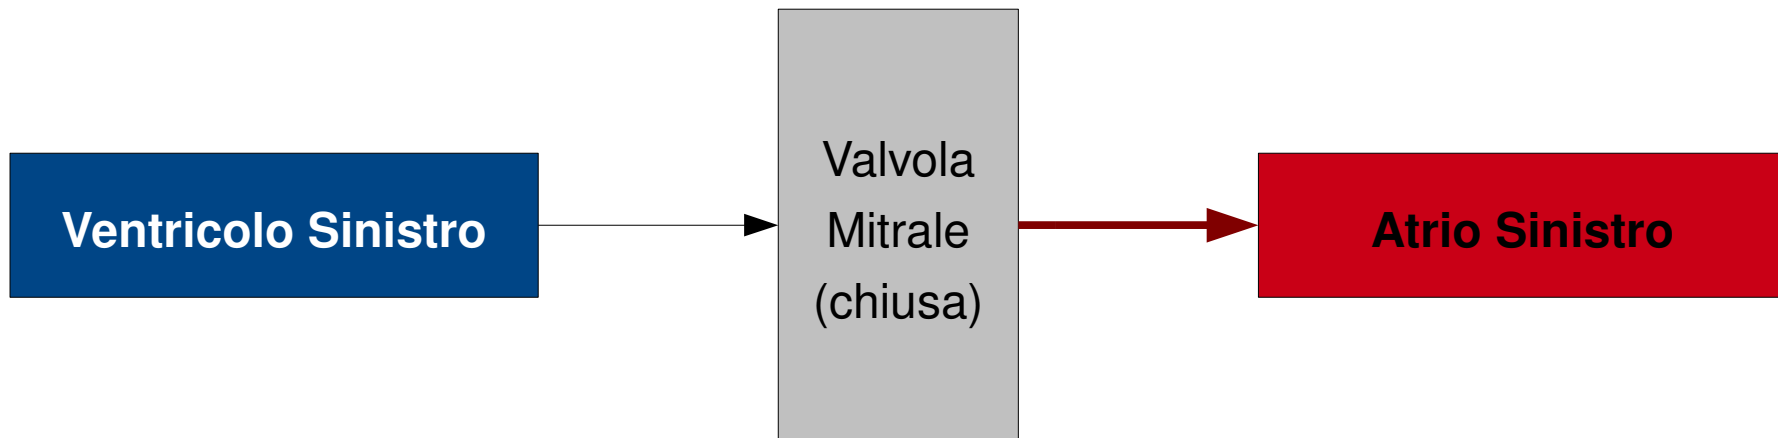 Ventricolo Sinistro
Valvola
Mitrale
(chiusa)
Atrio Sinistro